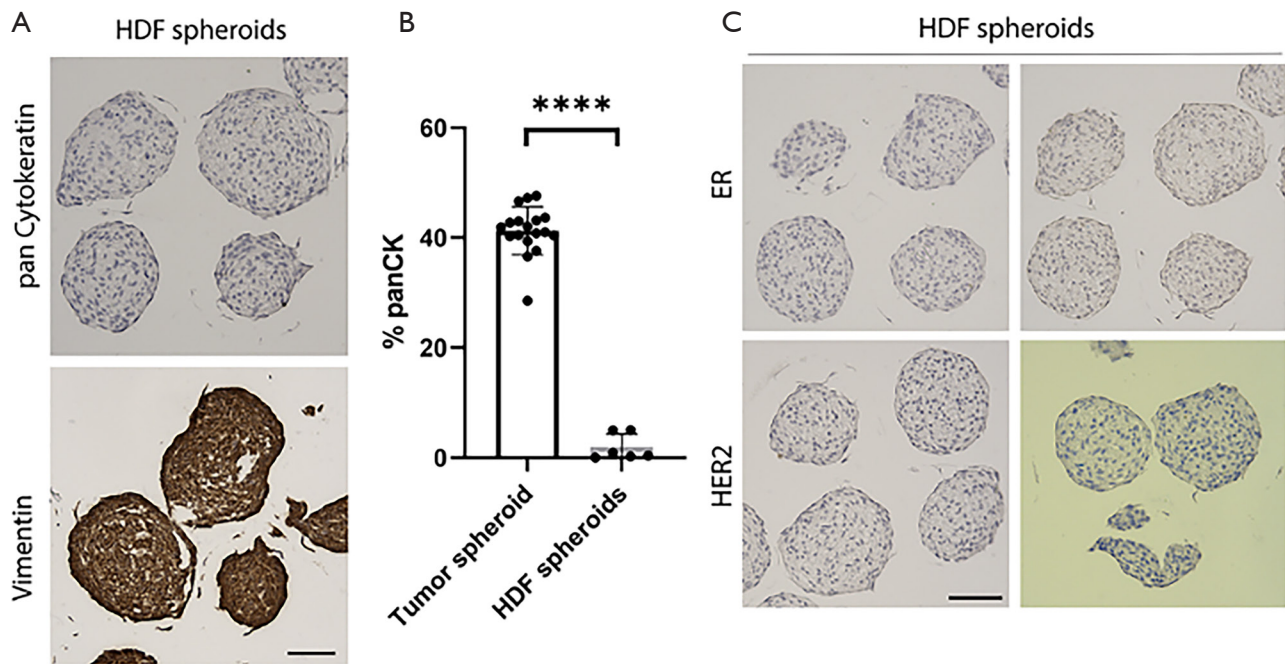 A
HDF spheroids
pan Cytokeratin
Vimentin
B
****
% panCK
60
40
20
0
Tumor spheroid
HDF spheroids
C
HDF spheroids
ER
HER2